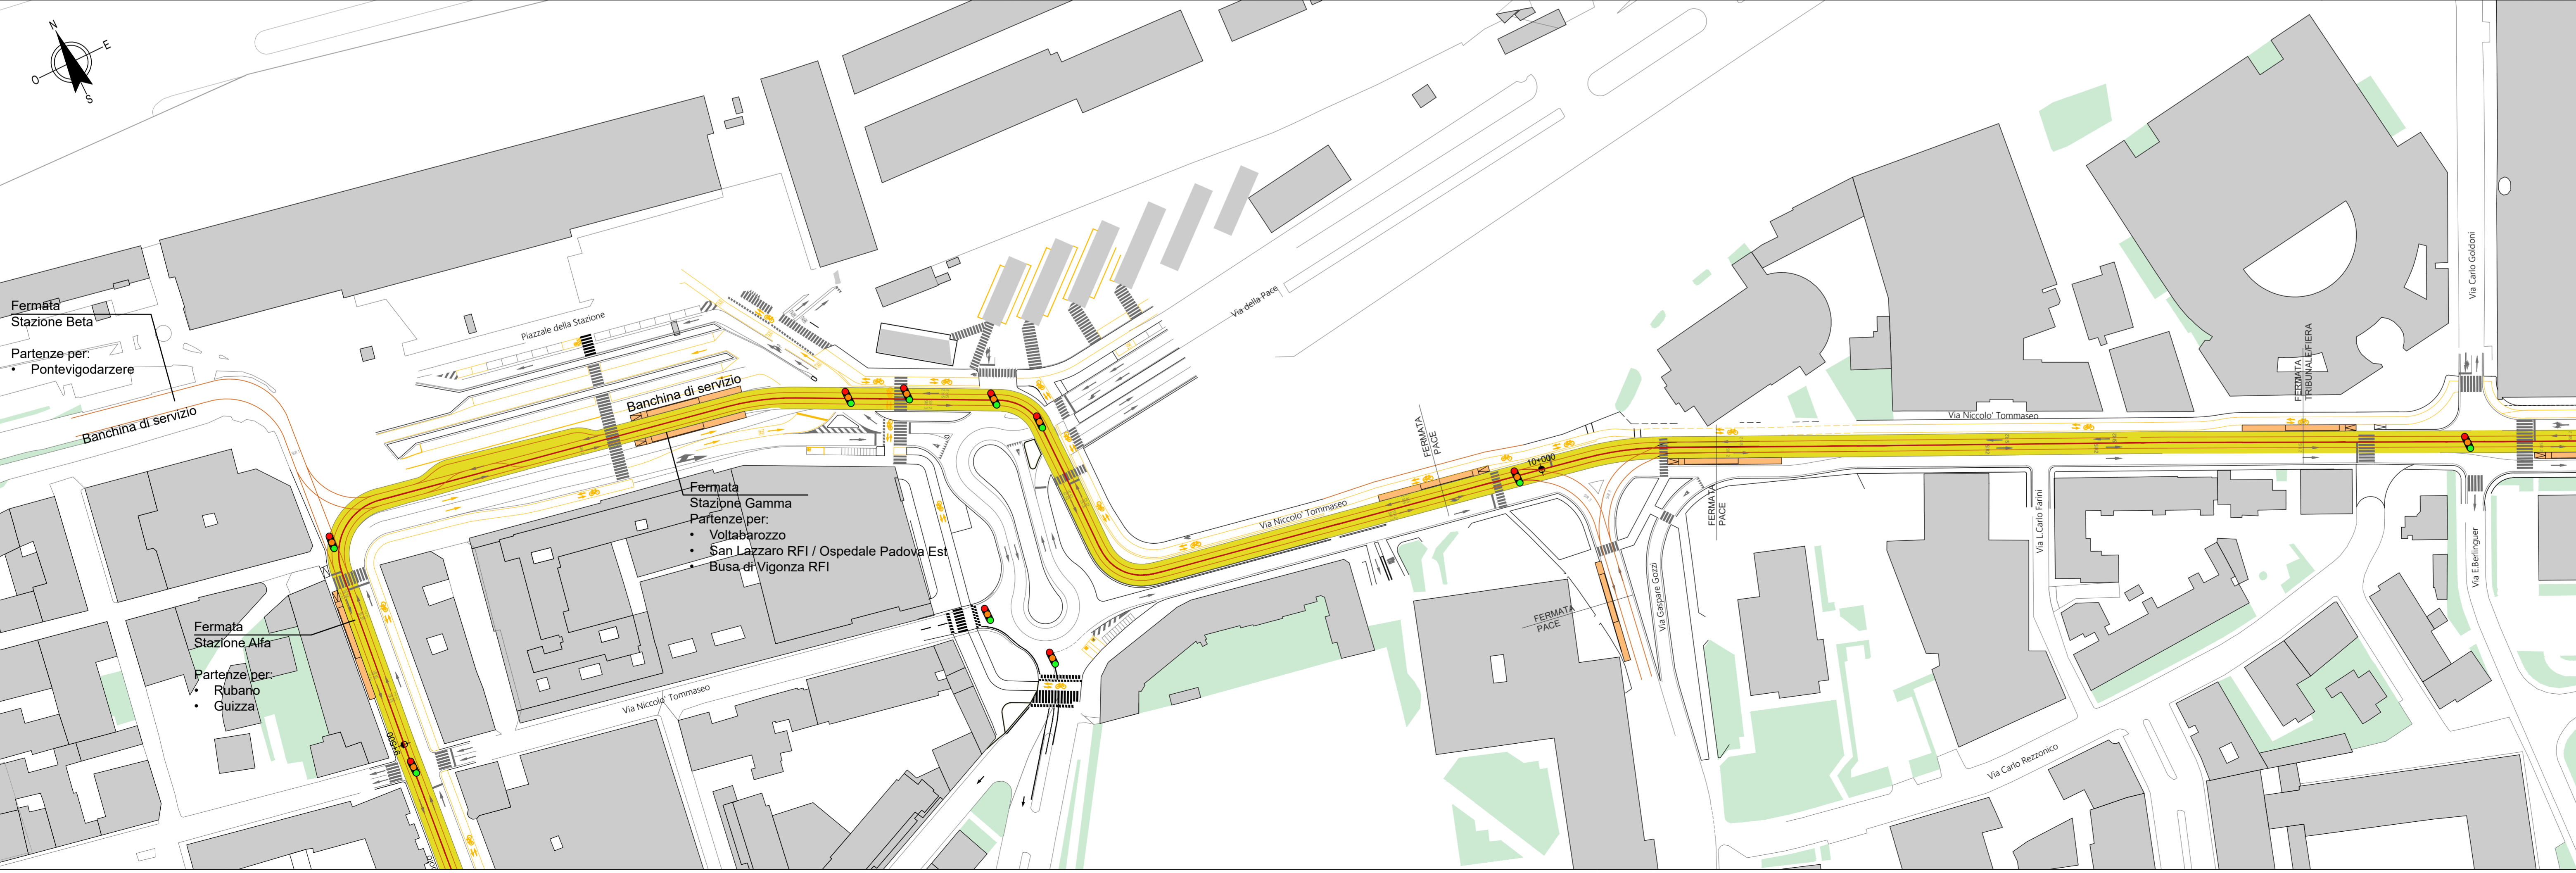 N
E
O
S
Fermata
Stazione Beta
Partenze per:
• Pontevigodarzere
Banchina di servizio
Piazzale della Stazione
Banchina di servizio
Via della Pace
Fermata
Stazione Gamma
Partenze per:
• Voltabarozzo
• San Lazzaro RFI / Ospedale Padova Est
• Busa di Vigonza RFI
Fermata
Stazione Alfa
Partenze per:
• Rubano
• Guizza
9+500
Via Niccolo' Tommaseo
Via Niccolo' Tommaseo
FERMATA
PACE
10+000
FERMATA
PACE
FERMATA
PACE
Via Gaspare Gozzi
Via Niccolo' Tommaseo
FERMATA
TRIBUNALE/FIERA
Via Carlo Goldoni
Via L.Carlo Farini
Via E.Berlinguer
Via Carlo Rezzonico